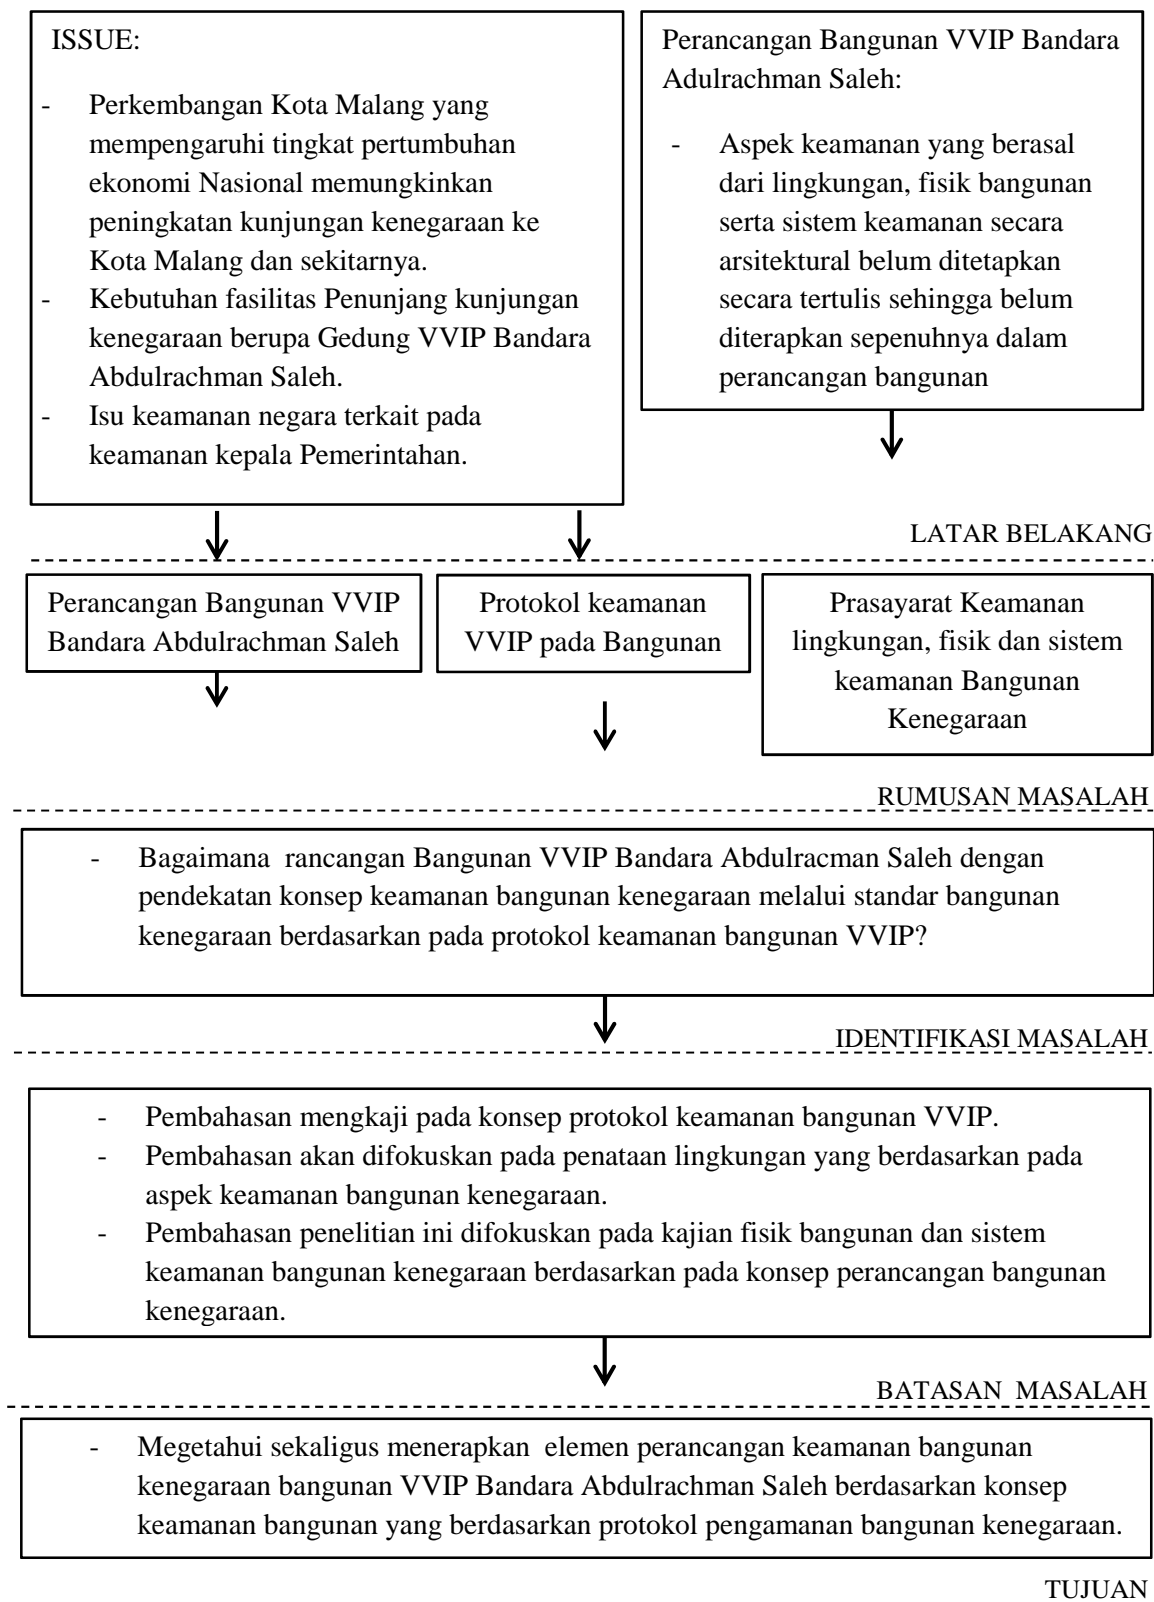 ISSUE:
- Perkembangan Kota Malang yang
mempengaruhi tingkat pertumbuhan
ekonomi Nasional memungkinkan
peningkatan kunjungan kenegaraan ke
Kota Malang dan sekitarnya.
- Kebutuhan fasilitas Penunjang kunjungan
kenegaraan berupa Gedung VVIP Bandara
Abdulrachman Saleh.
- Isu keamanan negara terkait pada
keamanan kepala Pemerintahan.
Perancangan Bangunan VVIP Bandara
Adulrachman Saleh:
- Aspek keamanan yang berasal
dari lingkungan, fisik bangunan
serta sistem keamanan secara
arsitektural belum ditetapkan
secara tertulis sehingga belum
diterapkan sepenuhnya dalam
perancangan bangunan
LATAR BELAKANG
Perancangan Bangunan VVIP
Bandara Abdulrachman Saleh
Protokol keamanan
VVIP pada Bangunan
Prasayarat Keamanan
lingkungan, fisik dan sistem
keamanan Bangunan
Kenegaraan
RUMUSAN MASALAH
- Bagaimana rancangan Bangunan VVIP Bandara Abdulracman Saleh dengan
pendekatan konsep keamanan bangunan kenegaraan melalui standar bangunan
kenegaraan berdasarkan pada protokol keamanan bangunan VVIP?
IDENTIFIKASI MASALAH
- Pembahasan mengkaji pada konsep protokol keamanan bangunan VVIP.
- Pembahasan akan difokuskan pada penataan lingkungan yang berdasarkan pada
aspek keamanan bangunan kenegaraan.
- Pembahasan penelitian ini difokuskan pada kajian fisik bangunan dan sistem
keamanan bangunan kenegaraan berdasarkan pada konsep perancangan bangunan
kenegaraan.
BATASAN MASALAH
- Megetahui sekaligus menerapkan elemen perancangan keamanan bangunan
kenegaraan bangunan VVIP Bandara Abdulrachman Saleh berdasarkan konsep
keamanan bangunan yang berdasarkan protokol pengamanan bangunan kenegaraan.
TUJUAN